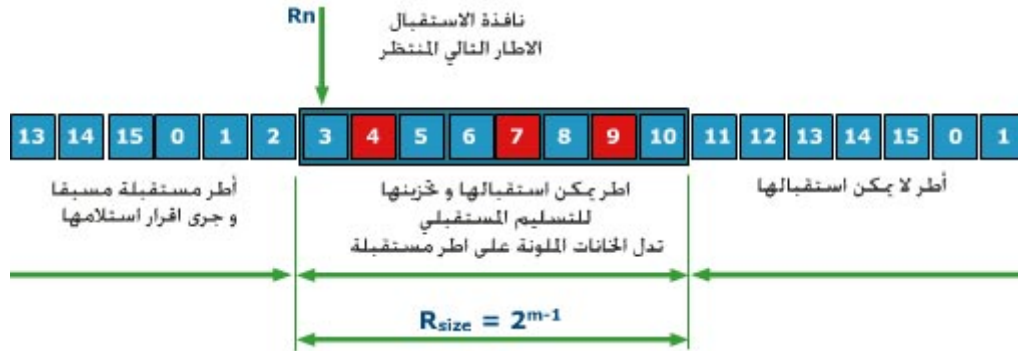 Rn
نافذة الاستقبال
الاطار التالي المنتظر
13 14 15 0 1 2 3 4 5 6 7 8 9 10 11 12 13 14 15 0 1
أطر مستقبلة مسبقا
و جرى اقرار استلامها
اطر يمكن استقبالها و تخزينها
للتسليم المستقبلي
تدل الخانات الملونة على اطر مستقبلة
أطر لا يمكن استقبالها
Rsize = 2^m-1